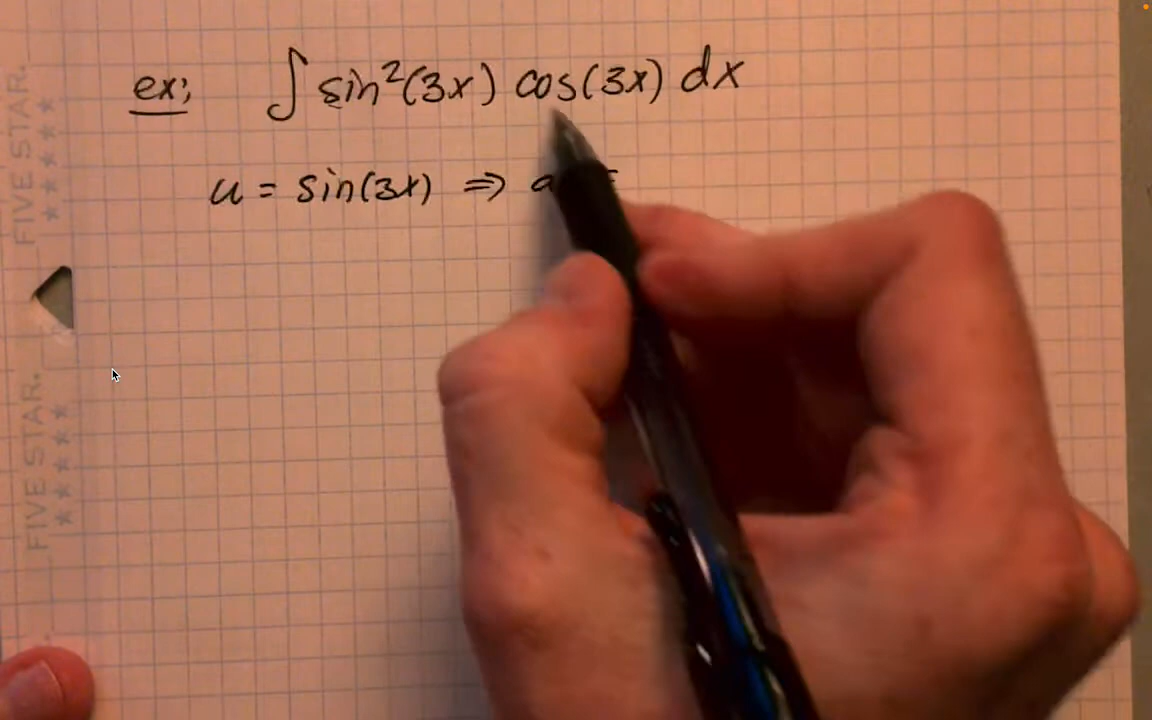 ex: ∫ sin²(3x) cos(3x) dx
u = sin(3x) ⇒
FIVE STAR.
FIVE STAR.